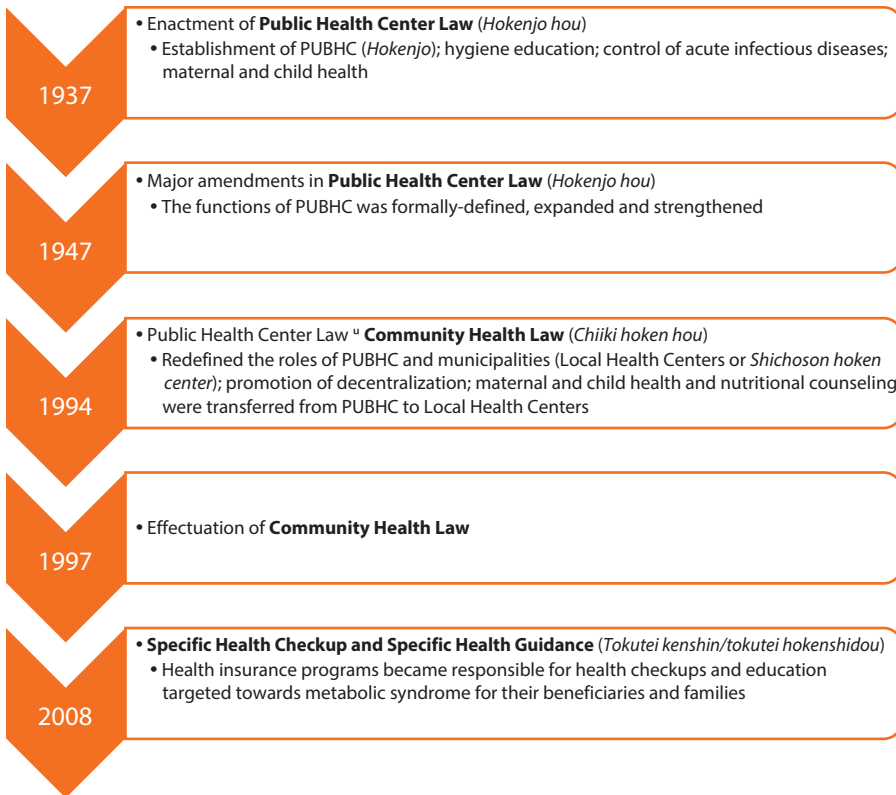 1937
• Enactment of Public Health Center Law (Hokenjo hou)
• Establishment of PUBHC (Hokenjo); hygiene education; control of acute infectious diseases;
maternal and child health
1947
• Major amendments in Public Health Center Law (Hokenjo hou)
• The functions of PUBHC was formally-defined, expanded and strengthened
1994
• Public Health Center Law ᵘ Community Health Law (Chiiki hoken hou)
• Redefined the roles of PUBHC and municipalities (Local Health Centers or Shichoson hoken
center); promotion of decentralization; maternal and child health and nutritional counseling
were transferred from PUBHC to Local Health Centers
1997
• Effectuation of Community Health Law
2008
• Specific Health Checkup and Specific Health Guidance (Tokutei kenshin/tokutei hokenshidou)
• Health insurance programs became responsible for health checkups and education
targeted towards metabolic syndrome for their beneficiaries and families